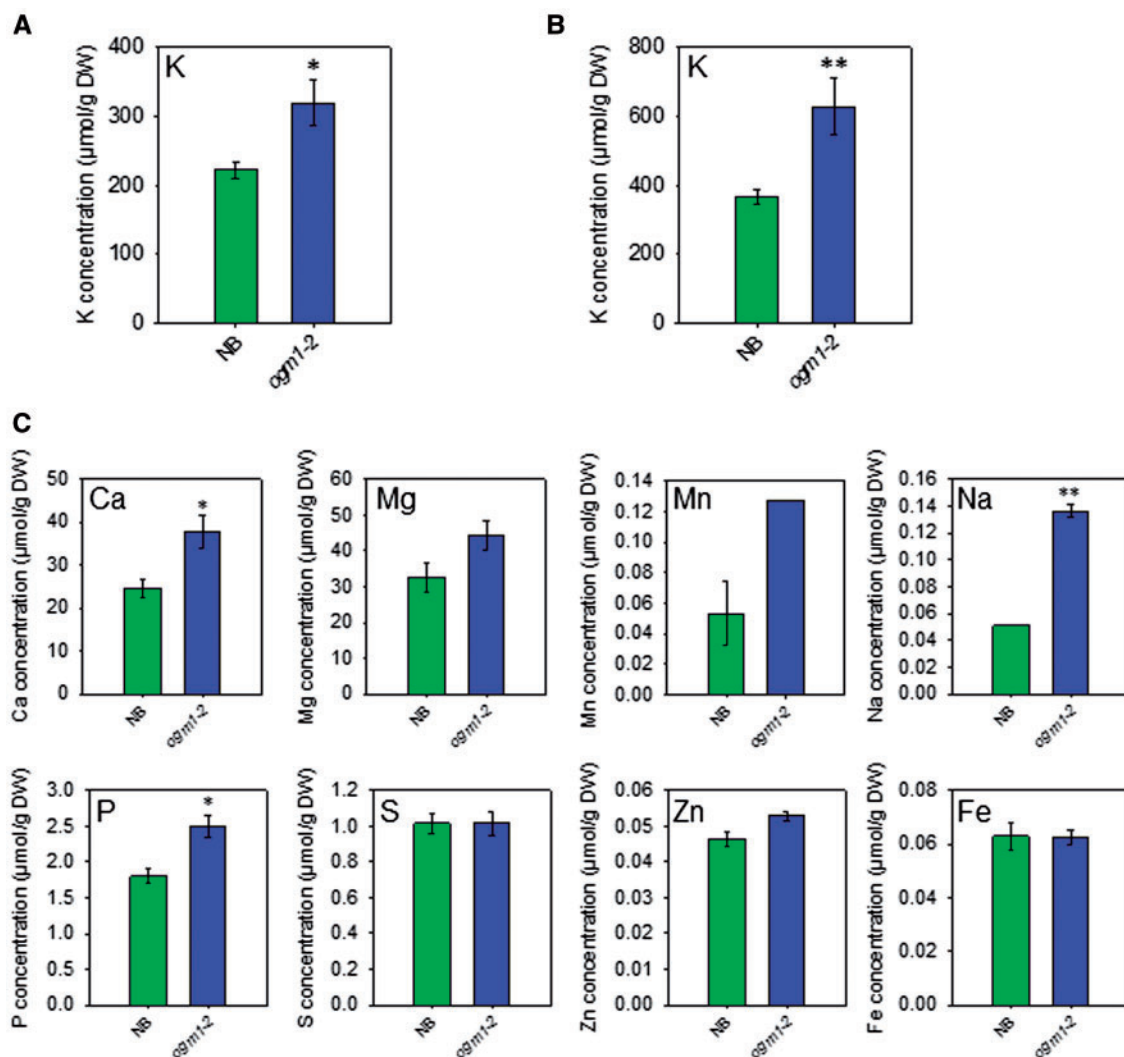 A
K concentration (µmol/g DW)
400
300
200
100
0
K
*
NB
ogm1-2
B
K concentration (µmol/g DW)
800
600
400
200
0
K
**
NB
ogm1-2
C
Ca concentration (µmol/g DW)
50
40
30
20
10
0
Ca
*
NB
ogm1-2
Mg concentration (µmol/g DW)
60
50
40
30
20
10
0
Mg
NB
ogm1-2
Mn concentration (µmol/g DW)
0.14
0.12
0.10
0.08
0.06
0.04
0.02
0.00
Mn
NB
ogm1-2
Na concentration (µmol/g DW)
0.16
0.14
0.12
0.10
0.08
0.06
0.04
0.02
0.00
Na
**
NB
ogm1-2
P concentration (µmol/g DW)
3.0
2.5
2.0
1.5
1.0
0.5
0.0
P
*
NB
ogm1-2
S concentration (µmol/g DW)
1.2
1.0
0.8
0.6
0.4
0.2
0.0
S
NB
ogm1-2
Zn concentration (µmol/g DW)
0.06
0.05
0.04
0.03
0.02
0.01
0.00
Zn
NB
ogm1-2
Fe concentration (µmol/g DW)
0.08
0.06
0.04
0.02
0.00
Fe
NB
ogm1-2